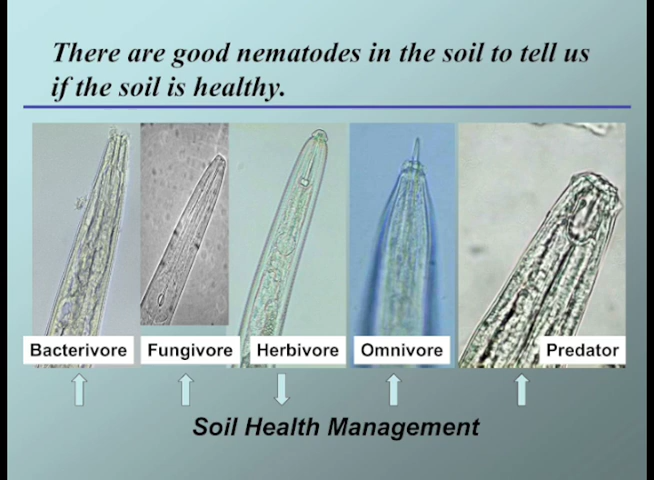 There are good nematodes in the soil to tell us
if the soil is healthy.
Bacterivore
Fungivore
Herbivore
Omnivore
Predator
Soil Health Management